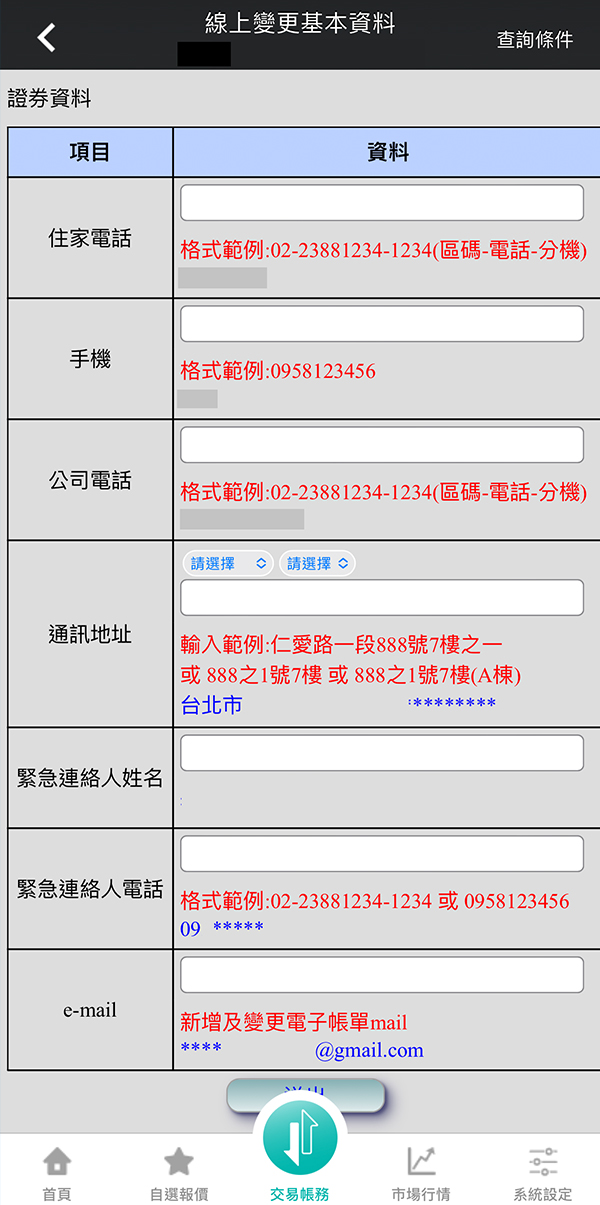 線上變更基本資料
查詢條件
證券資料
項目 資料
住家電話
格式範例:02-23881234-1234(區碼-電話-分機)
手機
格式範例:0958123456
公司電話
格式範例:02-23881234-1234(區碼-電話-分機)
通訊地址
請選擇 請選擇
輸入範例:仁愛路一段888號7樓之一
或 888之1號7樓 或 888之1號7樓(A棟)
台北市 ********
緊急連絡人姓名
緊急連絡人電話
格式範例:02-23881234-1234 或 0958123456
09 *****
e-mail
新增及變更電子帳單mail
**** @gmail.com
首頁 自選報價 交易帳務 市場行情 系統設定